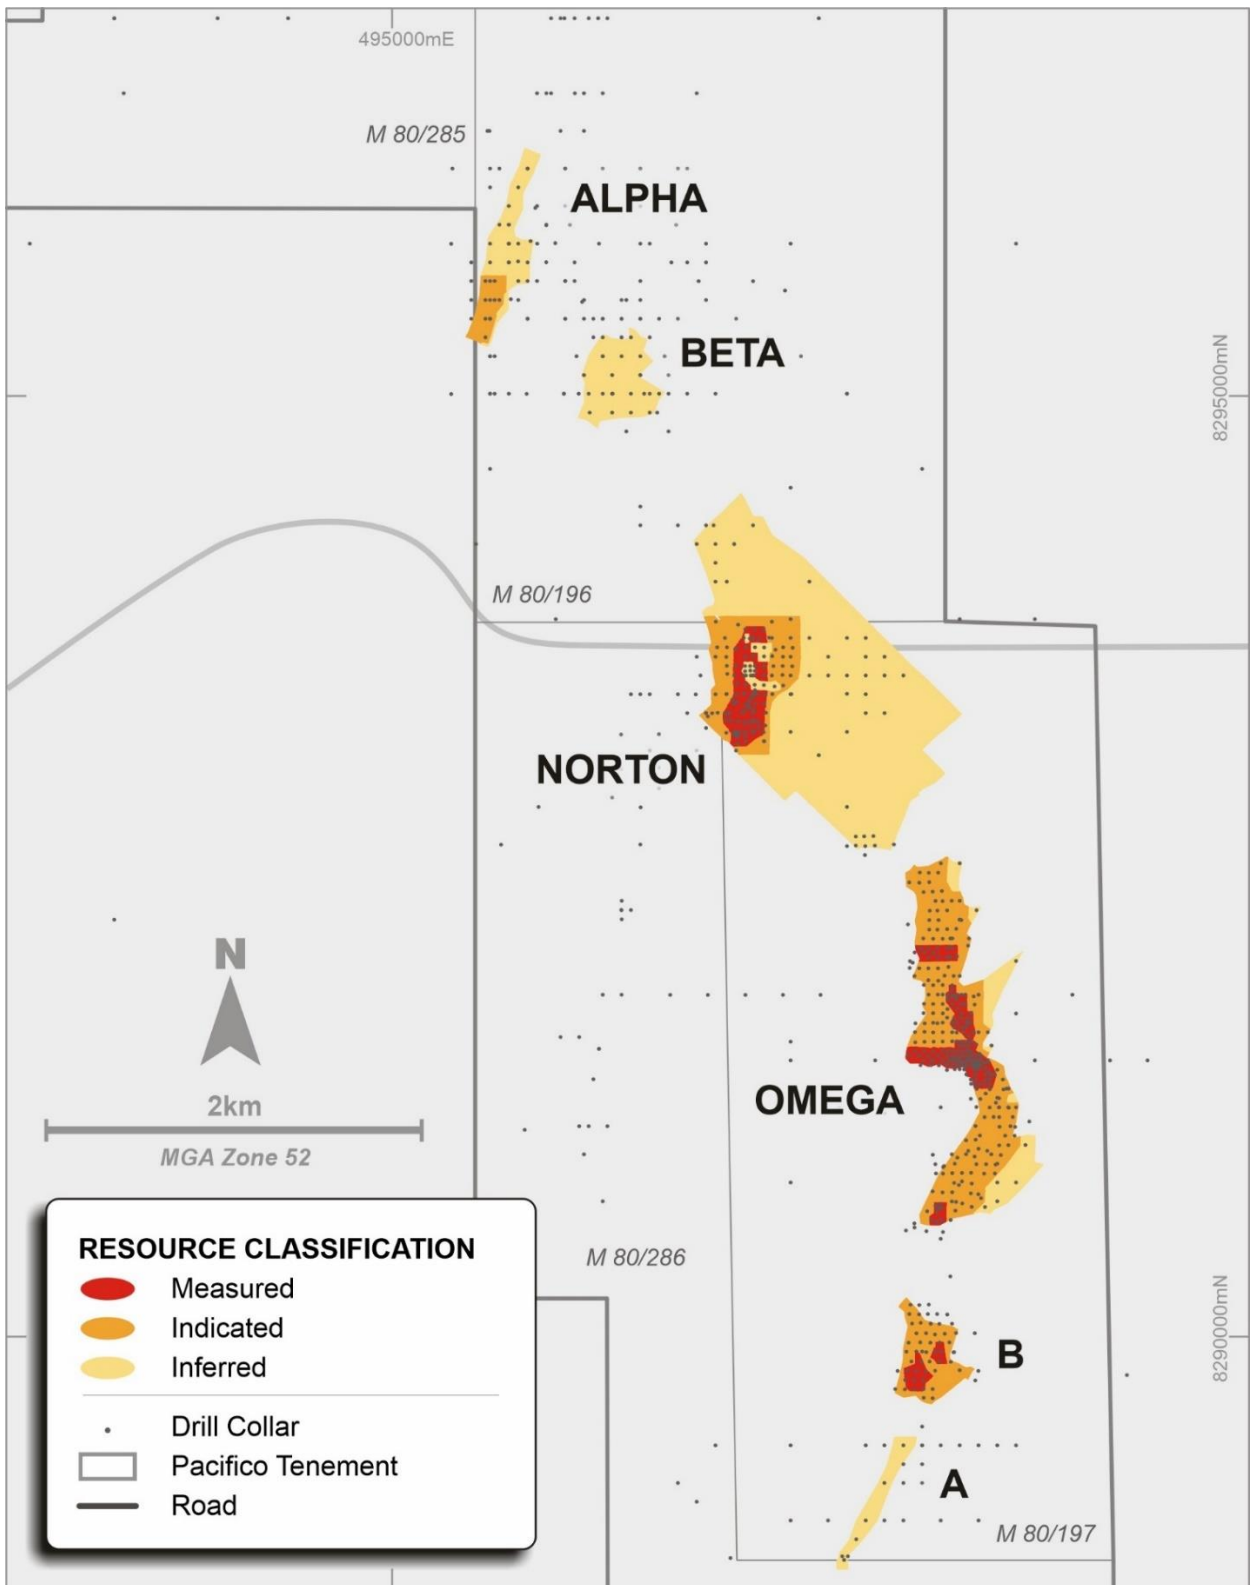 495000mE
M 80/285
ALPHA
BETA
8295000mN
M 80/196
NORTON
N
2km
MGA Zone 52
OMEGA
M 80/286
8290000mN
B
A
M 80/197
RESOURCE CLASSIFICATION
Measured
Indicated
Inferred
Drill Collar
Pacifico Tenement
Road